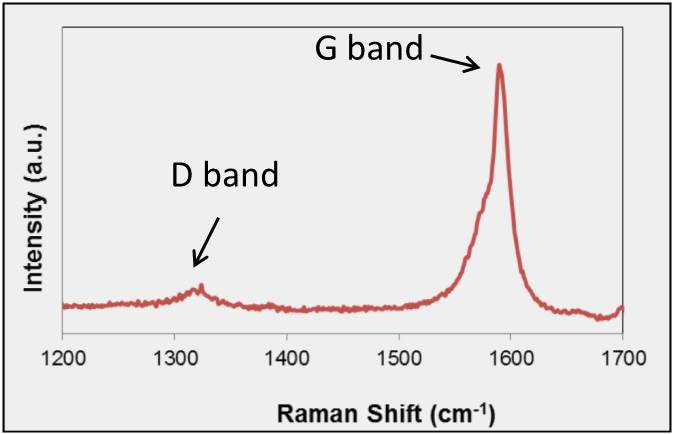 G band
D band
Intensity (a.u.)
1200 1300 1400 1500 1600 1700
Raman Shift (cm⁻¹)